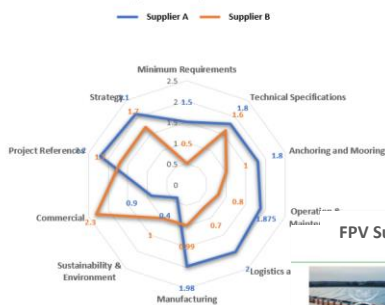 Supplier A Supplier B
Minimum Requirements
2.5
2
1.5
1
0.5
0
1.5
0.5
Technical Specifications
1.8
1.6
Anchoring and Mooring
1.8
1
Operation &
1.875
0.8
Logistics a
2
0.7
Manufacturing
1.98
0.99
Sustainability &
Environment
0.4
1
Commercial
0.9
2.3
Project References
Strategy
1.7
FPV Su